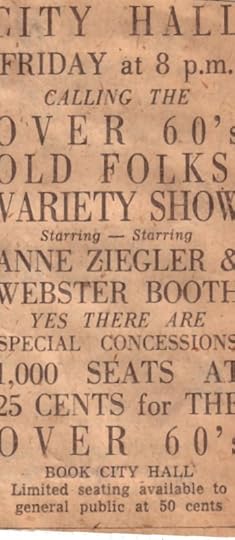 CITY HALL
FRIDAY at 8 p.m.
CALLING THE
OVER 60's
OLD FOLKS
VARIETY SHOW
Starring — Starring
ANNE ZIEGLER &
WEBSTER BOOTH
YES THERE ARE
SPECIAL CONCESSIONS
1,000 SEATS AT
25 CENTS for THE
OVER 60's
BOOK CITY HALL
Limited seating available to
general public at 50 cents